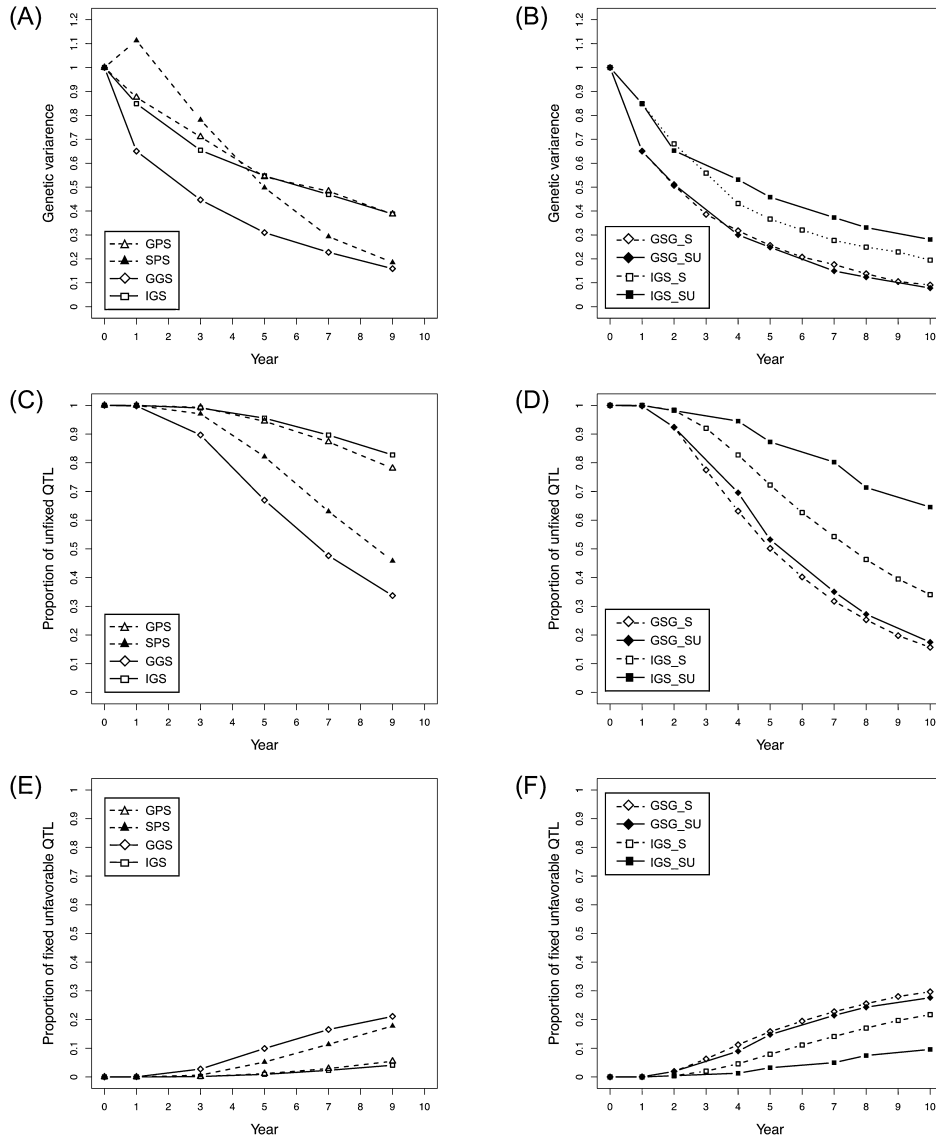 (A)
Genetic variarence
1.2
1.1
1
0.9
0.8
0.7
0.6
0.5
0.4
0.3
0.2
0.1
0
GPS
SPS
GGS
IGS
0 1 2 3 4 5 6 7 8 9 10
Year
(B)
Genetic variarence
1.2
1.1
1
0.9
0.8
0.7
0.6
0.5
0.4
0.3
0.2
0.1
0
GSG_S
GSG_SU
IGS_S
IGS_SU
0 1 2 3 4 5 6 7 8 9 10
Year
(C)
Proportion of unfixed QTL
1
0.9
0.8
0.7
0.6
0.5
0.4
0.3
0.2
0.1
0
GPS
SPS
GGS
IGS
0 1 2 3 4 5 6 7 8 9 10
Year
(D)
Proportion of unfixed QTL
1
0.9
0.8
0.7
0.6
0.5
0.4
0.3
0.2
0.1
0
GSG_S
GSG_SU
IGS_S
IGS_SU
0 1 2 3 4 5 6 7 8 9 10
Year
(E)
Proportion of fixed unfavorable QTL
1
0.9
0.8
0.7
0.6
0.5
0.4
0.3
0.2
0.1
0
GPS
SPS
GGS
IGS
0 1 2 3 4 5 6 7 8 9 10
Year
(F)
Proportion of fixed unfavorable QTL
1
0.9
0.8
0.7
0.6
0.5
0.4
0.3
0.2
0.1
0
GSG_S
GSG_SU
IGS_S
IGS_SU
0 1 2 3 4 5 6 7 8 9 10
Year